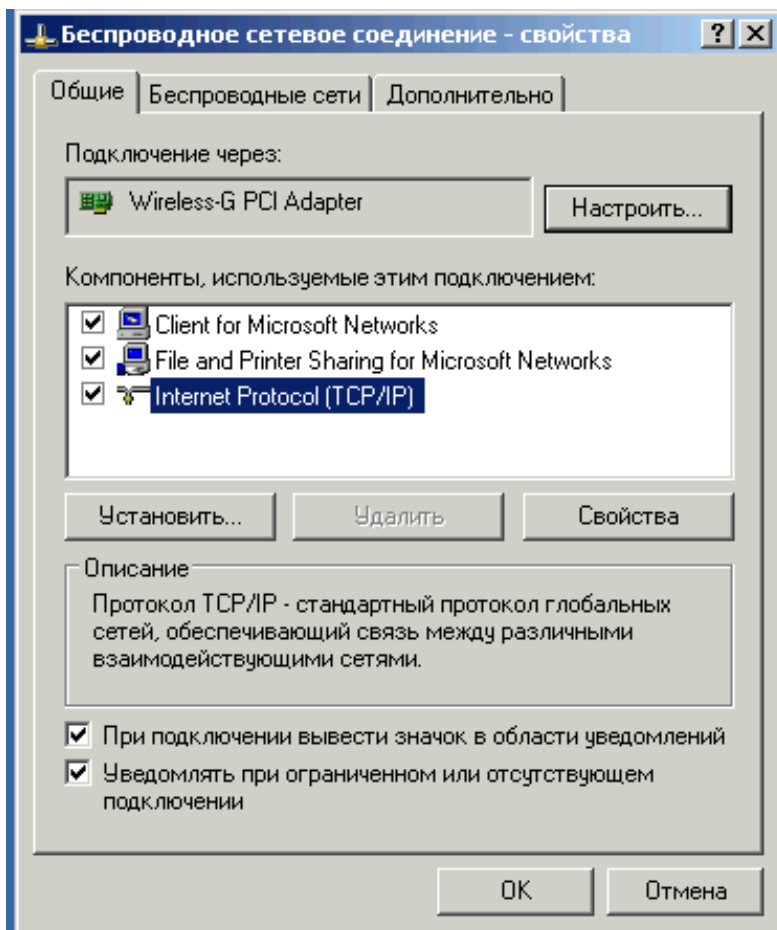 Беспроводное сетевое соединение - свойства
Общие Беспроводные сети Дополнительно
Подключение через:
Wireless-G PCI Adapter Настроить...
Компоненты, используемые этим подключением:
Client for Microsoft Networks
File and Printer Sharing for Microsoft Networks
Internet Protocol (TCP/IP)
Установить... Удалить Свойства
Описание
Протокол TCP/IP - стандартный протокол глобальных
сетей, обеспечивающий связь между различными
взаимодействующими сетями.
При подключении вывести значок в области уведомлений
Уведомлять при ограниченном или отсутствующем
подключении
OK Отмена